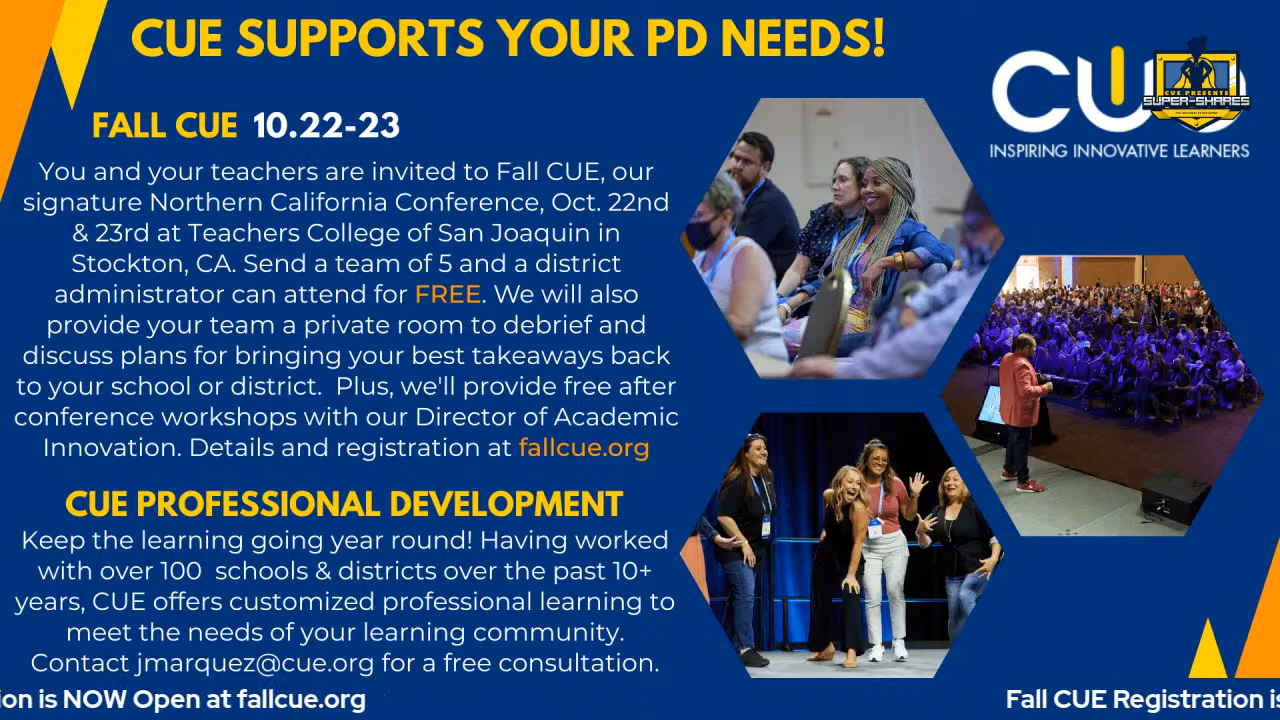 CUE SUPPORTS YOUR PD NEEDS!
FALL CUE 10.22-23
You and your teachers are invited to Fall CUE, our
signature Northern California Conference, Oct. 22nd
& 23rd at Teachers College of San Joaquin in
Stockton, CA. Send a team of 5 and a district
administrator can attend for FREE. We will also
provide your team a private room to debrief and
discuss plans for bringing your best takeaways back
to your school or district.  Plus, we'll provide free after
conference workshops with our Director of Academic
Innovation. Details and registration at fallcue.org
CUE PROFESSIONAL DEVELOPMENT
Keep the learning going year round! Having worked
with over 100  schools & districts over the past 10+
years, CUE offers customized professional learning to
meet the needs of your learning community.
Contact jmarquez@cue.org for a free consultation.
CUE
CUE PRESENTS
SUPER-SHARES
INSPIRING INNOVATIVE LEARNERS
ion is NOW Open at fallcue.org
Fall CUE Registration is